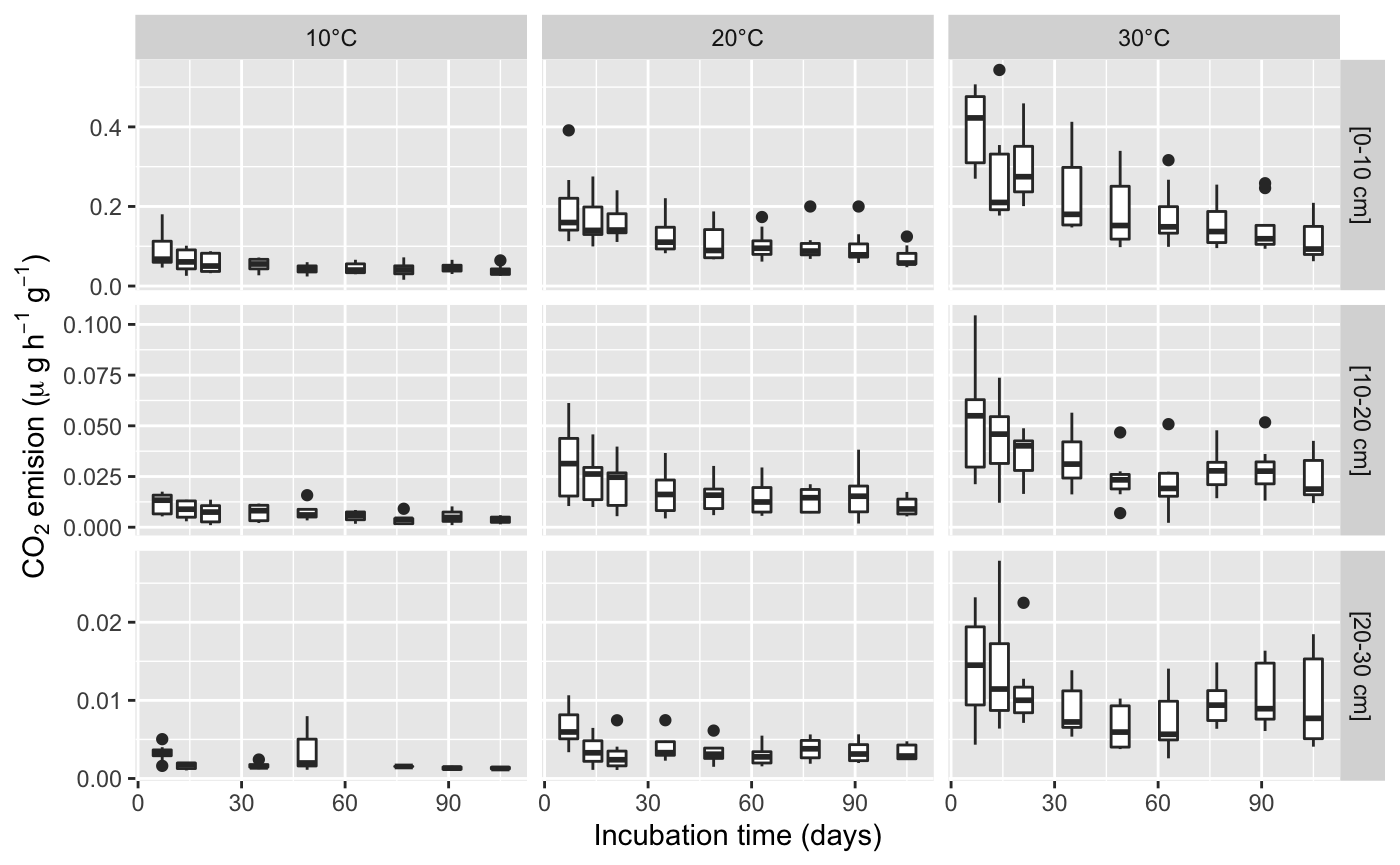 10°C 20°C 30°C
0.4
0.2
0.0
[0-10 cm]
0.100
0.075
0.050
0.025
0.000
[10-20 cm]
0.02
0.01
0.00
[20-30 cm]
0 30 60 90 0 30 60 90 0 30 60 90
Incubation time (days)
CO₂ emision (μ g h⁻¹ g⁻¹)